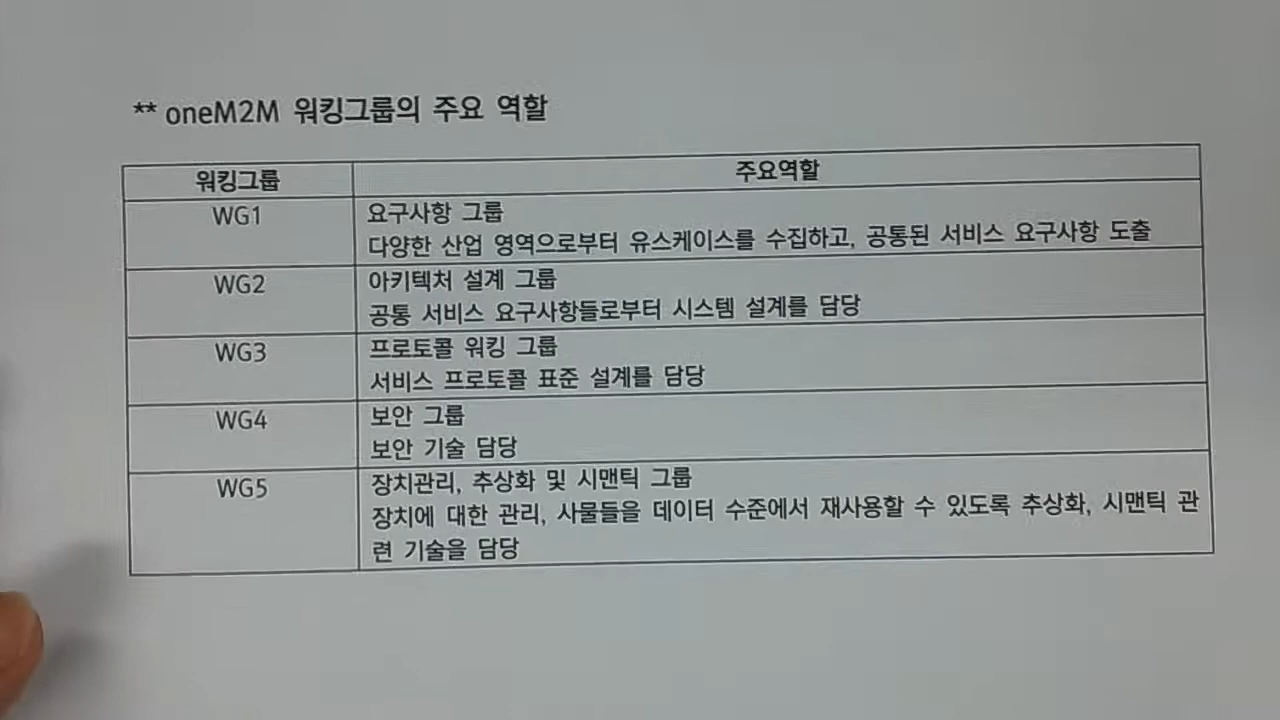 ** oneM2M 워킹그룹의 주요 역할
워킹그룹 주요역할
WG1 요구사항 그룹
다양한 산업 영역으로부터 유스케이스를 수집하고, 공통된 서비스 요구사항 도출
WG2 아키텍처 설계 그룹
공통 서비스 요구사항들로부터 시스템 설계를 담당
WG3 프로토콜 워킹 그룹
서비스 프로토콜 표준 설계를 담당
WG4 보안 그룹
보안 기술 담당
WG5 장치관리, 추상화 및 시맨틱 그룹
장치에 대한 관리, 사물들을 데이터 수준에서 재사용할 수 있도록 추상화, 시맨틱 관
련 기술을 담당